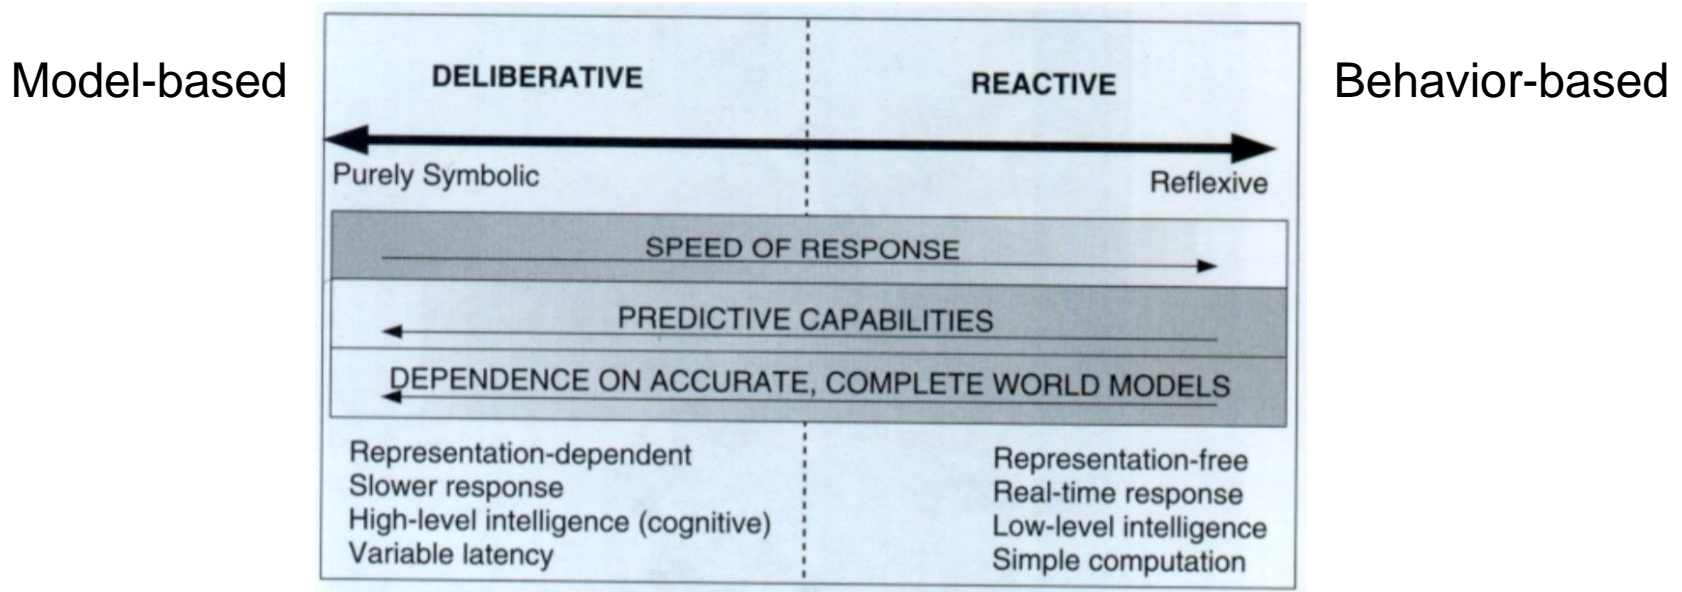 Model-based
DELIBERATIVE
REACTIVE
Behavior-based
Purely Symbolic
Reflexive
SPEED OF RESPONSE
PREDICTIVE CAPABILITIES
DEPENDENCE ON ACCURATE, COMPLETE WORLD MODELS
Representation-dependent
Slower response
High-level intelligence (cognitive)
Variable latency
Representation-free
Real-time response
Low-level intelligence
Simple computation